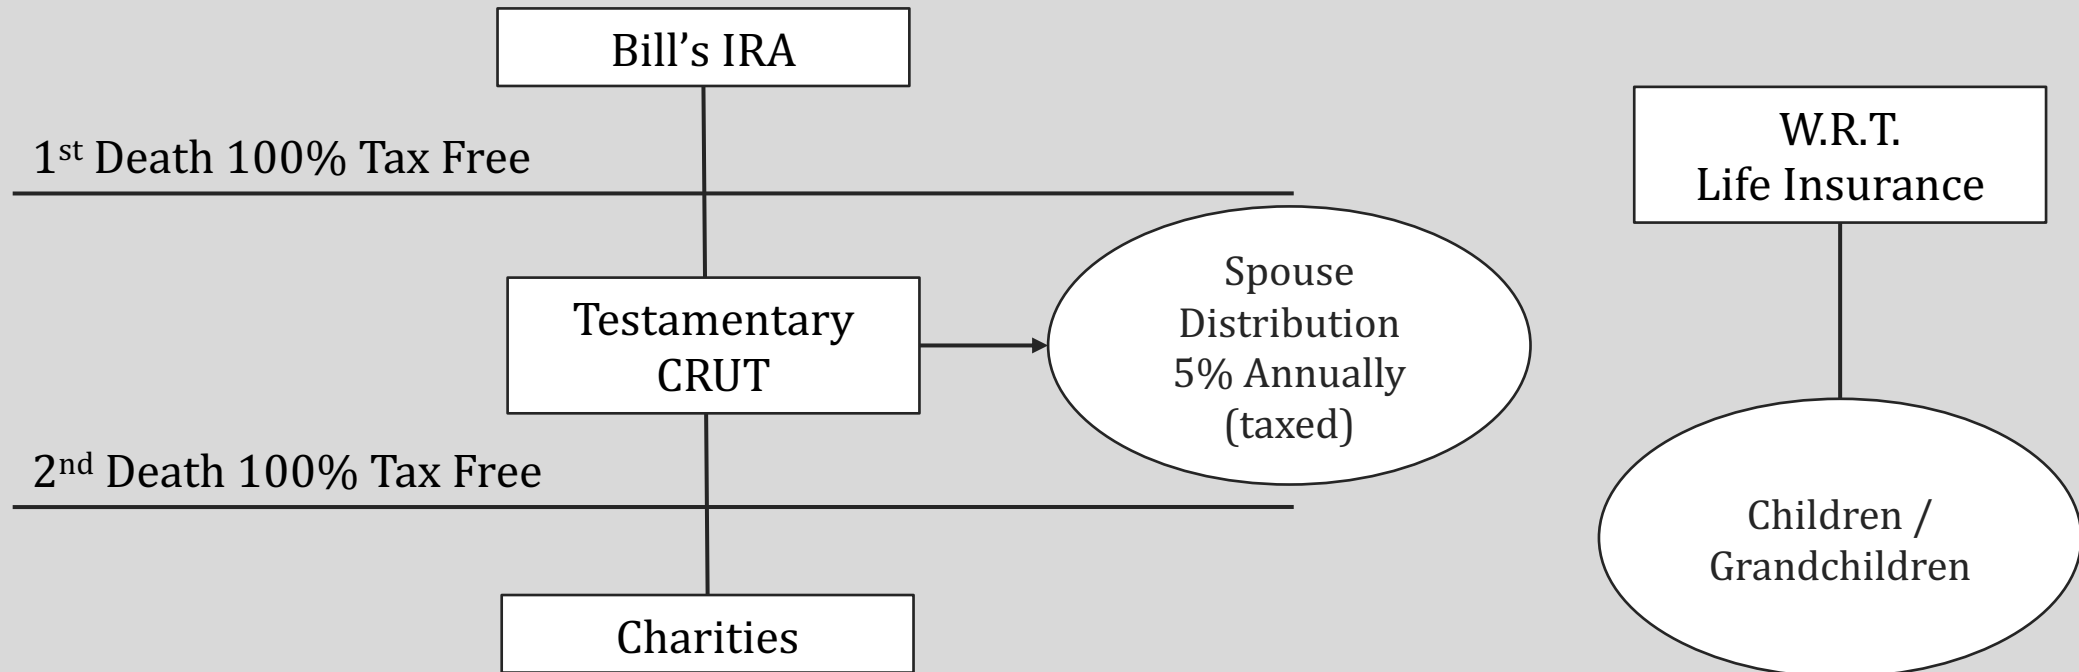 Bill’s IRA
1st Death 100% Tax Free
Testamentary
CRUT
Spouse
Distribution
5% Annually
(taxed)
2nd Death 100% Tax Free
Charities
W.R.T.
Life Insurance
Children /
Grandchildren